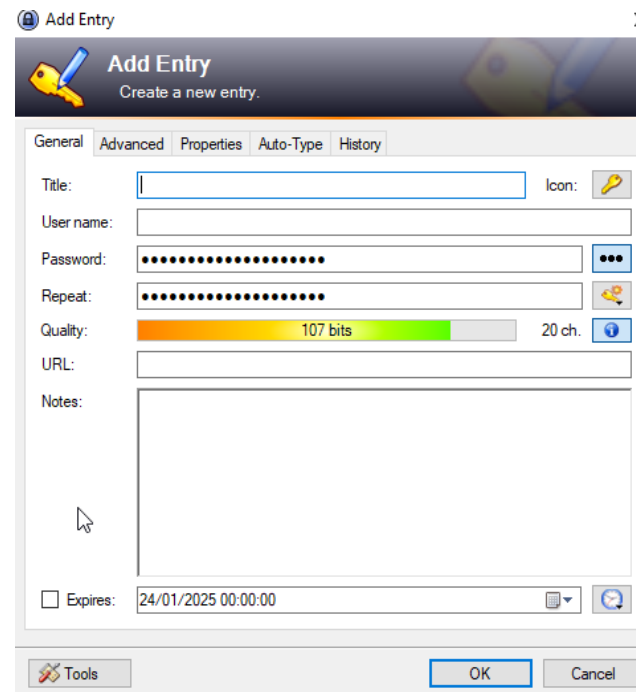 Add Entry
Add Entry
Create a new entry.
General Advanced Properties Auto-Type History
Title: Icon:
User name:
Password: ●●●●●●●●●●●●●●●●●●●● ●●●
Repeat: ●●●●●●●●●●●●●●●●●●●●
Quality: 107 bits 20 ch.
URL:
Notes:
Expires: 24/01/2025 00:00:00
Tools OK Cancel